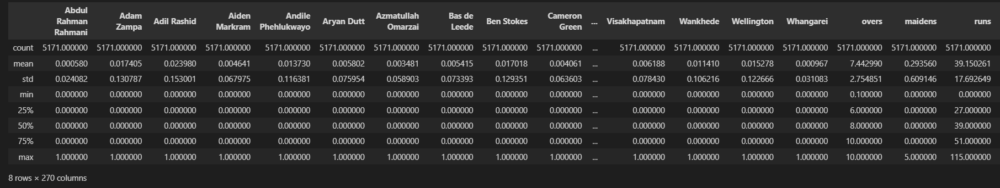 Abdul Rahman Rahmani Adam Zampa Adil Rashid Aiden Markram Andile Phehlukwayo Aryan Dutt Azmatullah Omarzai Bas de Leede Ben Stokes Cameron Green ... Visakhapatnam Wankhede Wellington Whangarei overs maidens runs
count 5171.000000 5171.000000 5171.000000 5171.000000 5171.000000 5171.000000 5171.000000 5171.000000 5171.000000 5171.000000 ... 5171.000000 5171.000000 5171.000000 5171.000000 5171.000000 5171.000000 5171.000000
mean 0.000580 0.017405 0.023980 0.004641 0.013730 0.005802 0.003481 0.005415 0.017018 0.004061 ... 0.006188 0.011410 0.015278 0.000967 7.442990 0.293560 39.150261
std 0.024082 0.130787 0.153001 0.067975 0.116381 0.075954 0.058903 0.073393 0.129351 0.063603 ... 0.078430 0.106216 0.122666 0.031083 2.754851 0.609146 17.692649
min 0.000000 0.000000 0.000000 0.000000 0.000000 0.000000 0.000000 0.000000 0.000000 0.000000 ... 0.000000 0.000000 0.000000 0.000000 0.100000 0.000000 0.000000
25% 0.000000 0.000000 0.000000 0.000000 0.000000 0.000000 0.000000 0.000000 0.000000 0.000000 ... 0.000000 0.000000 0.000000 0.000000 6.000000 0.000000 27.000000
50% 0.000000 0.000000 0.000000 0.000000 0.000000 0.000000 0.000000 0.000000 0.000000 0.000000 ... 0.000000 0.000000 0.000000 0.000000 8.000000 0.000000 39.000000
75% 0.000000 0.000000 0.000000 0.000000 0.000000 0.000000 0.000000 0.000000 0.000000 0.000000 ... 0.000000 0.000000 0.000000 0.000000 10.000000 0.000000 51.000000
max 1.000000 1.000000 1.000000 1.000000 1.000000 1.000000 1.000000 1.000000 1.000000 1.000000 ... 1.000000 1.000000 1.000000 1.000000 10.000000 5.000000 115.000000
8 rows × 270 columns